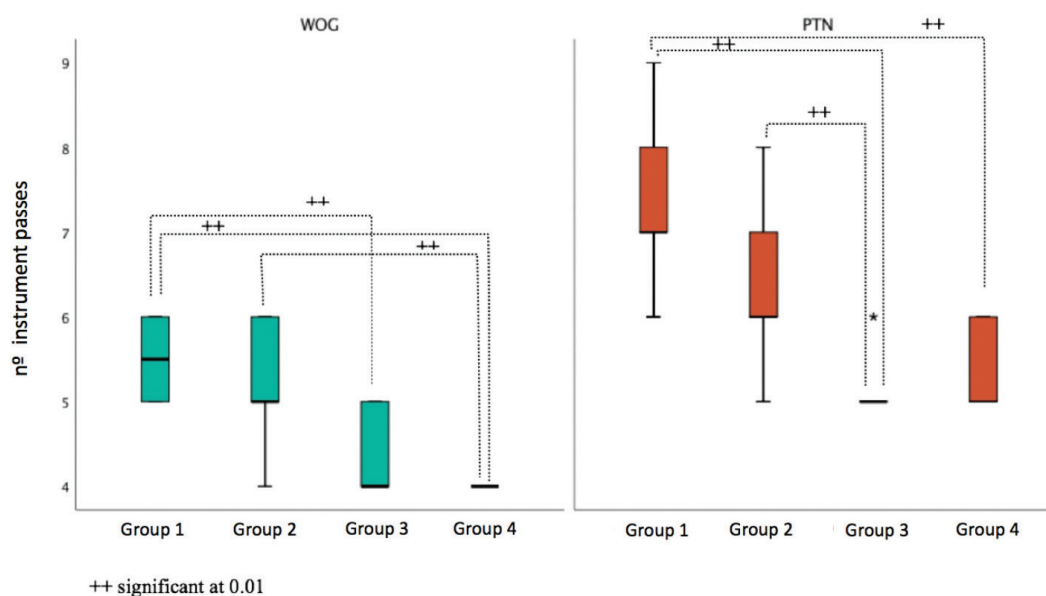 WOG
PTN
nº instrument passes
9
8
7
6
5
4
++
++
++
++
++
++
*
Group 1
Group 2
Group 3
Group 4
Group 1
Group 2
Group 3
Group 4
++ significant at 0.01